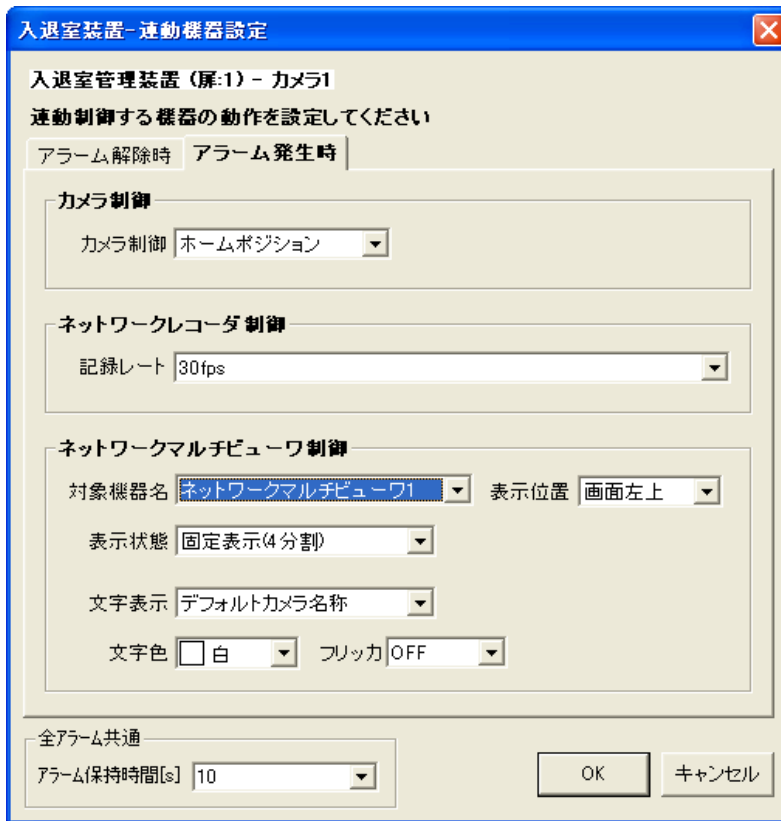 入退室装置-連動機器設定
入退室管理装置 (扉:1) - カメラ1
連動制御する機器の動作を設定してください
アラーム解除時 アラーム発生時
カメラ制御
カメラ制御 ホームポジション
ネットワークレコーダ制御
記録レート 30fps
ネットワークマルチビューワ制御
対象機器名 ネットワークマルチビューワ1 表示位置 画面左上
表示状態 固定表示(4分割)
文字表示 デフォルトカメラ名称
文字色 白 フリッカ OFF
全アラーム共通
アラーム保持時間[s] 10 OK キャンセル